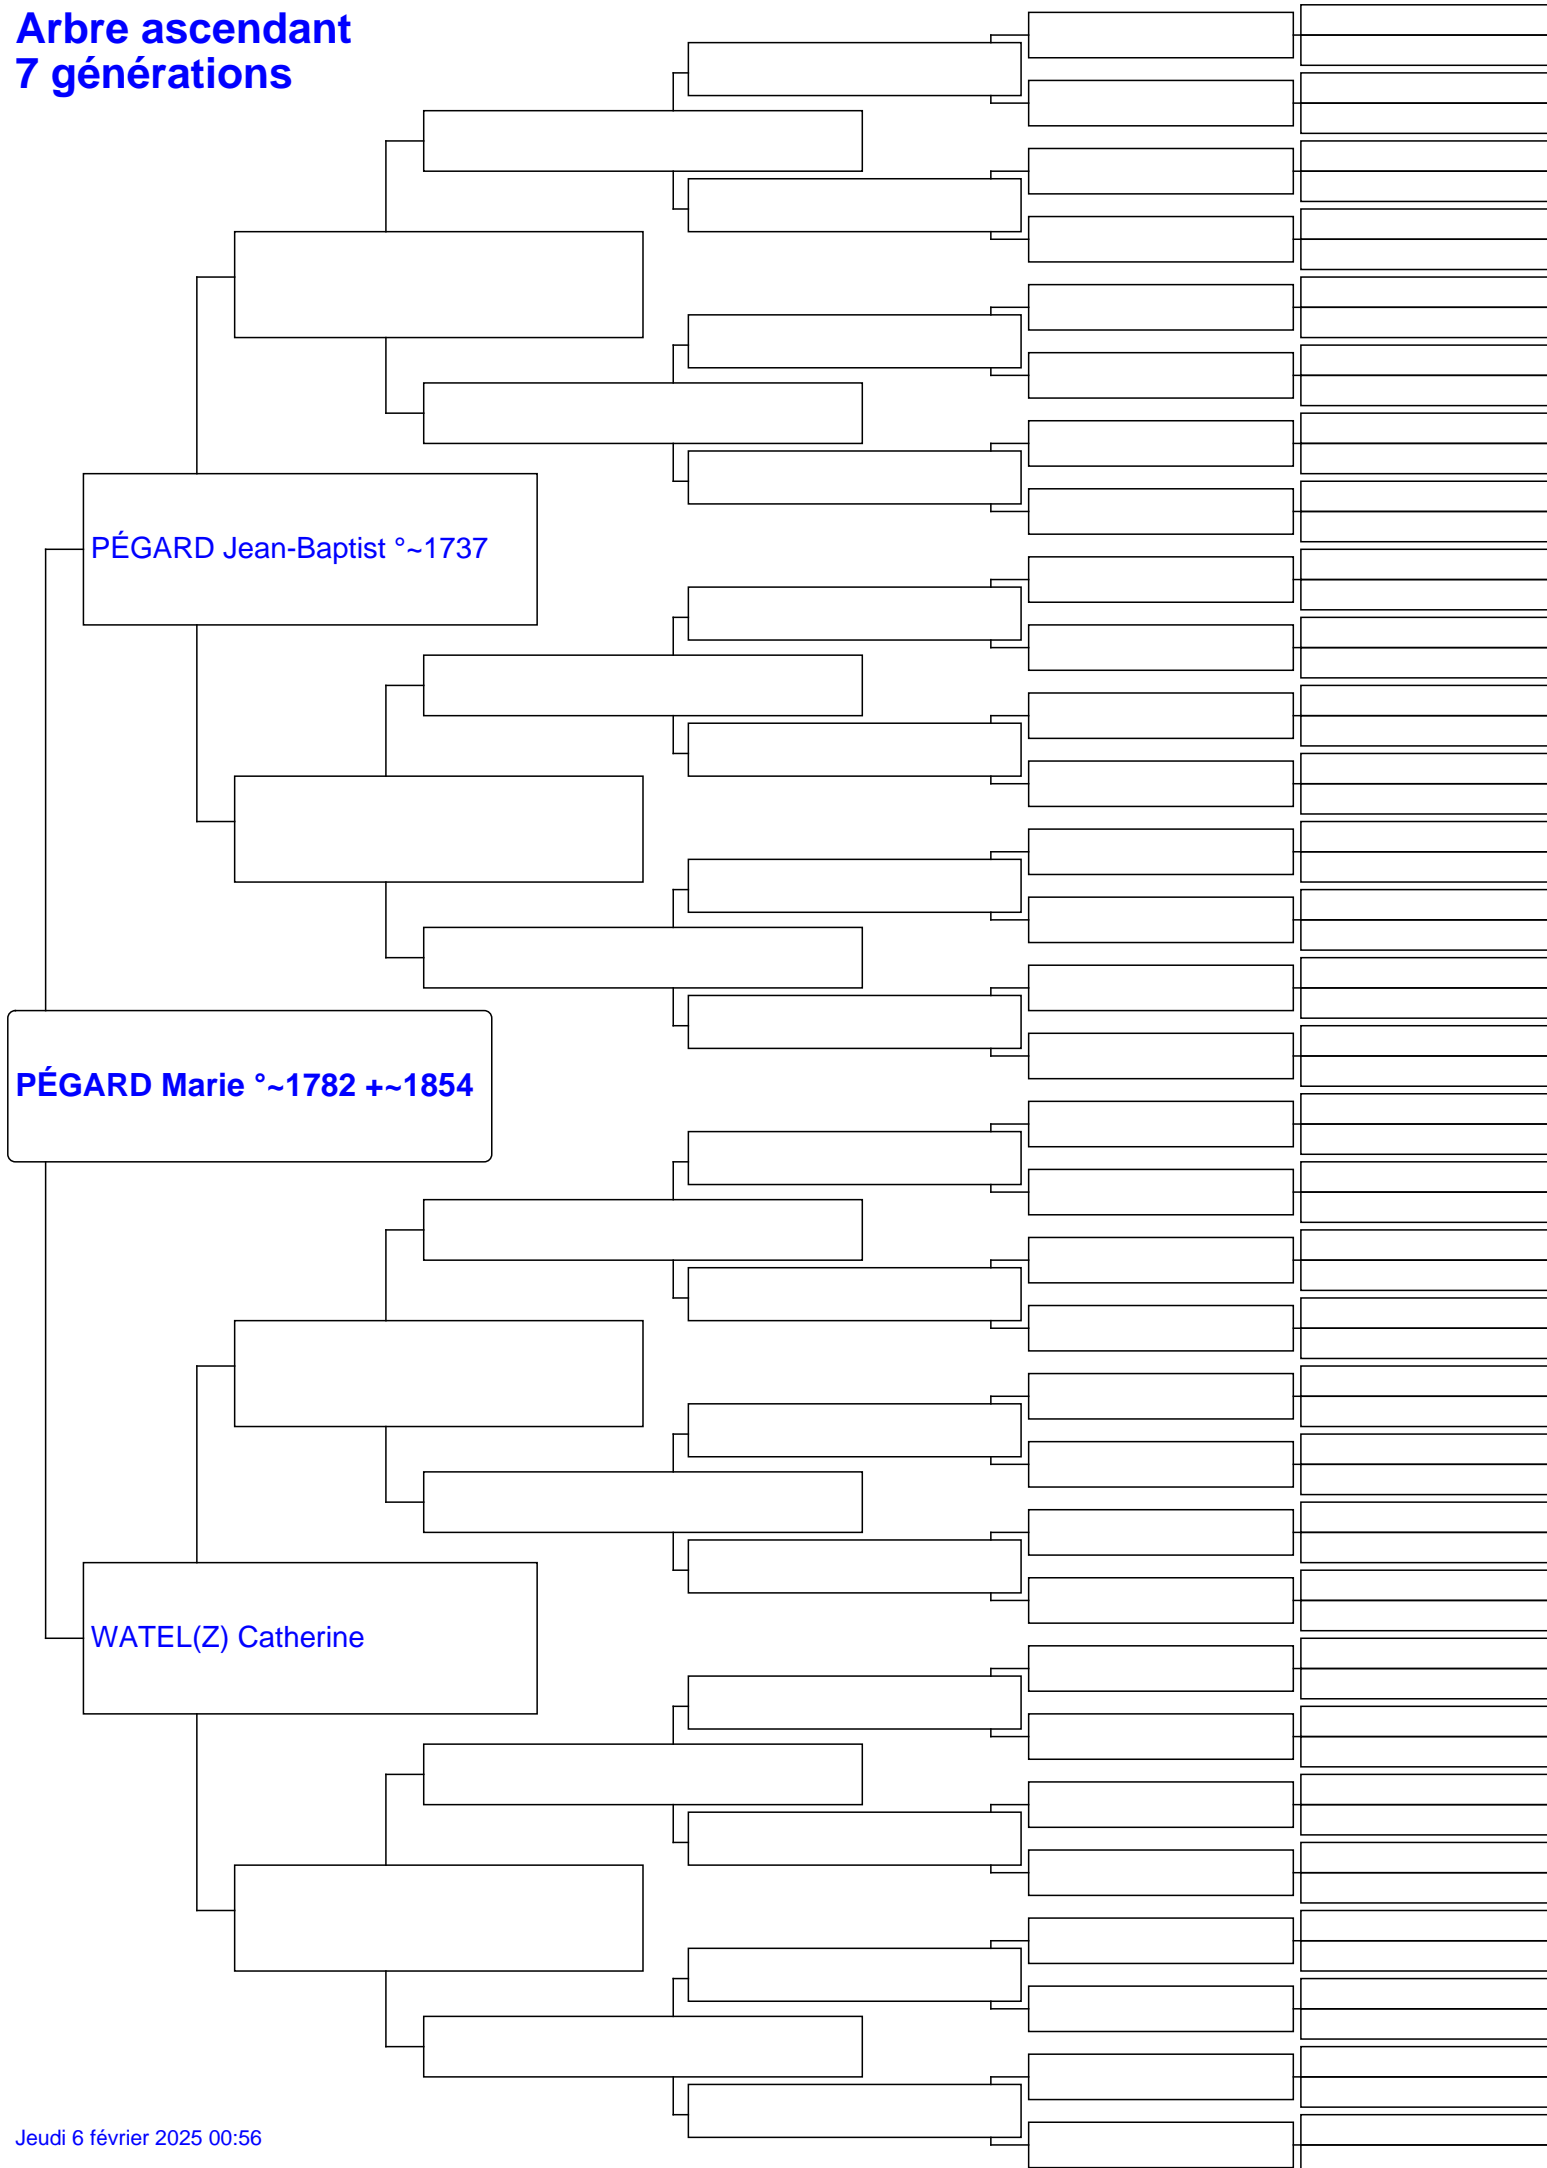 Arbre ascendant
7 générations
PÉGARD Jean-Baptist °~1737
PÉGARD Marie °~1782 +~1854
WATEL(Z) Catherine
Jeudi 6 février 2025 00:56